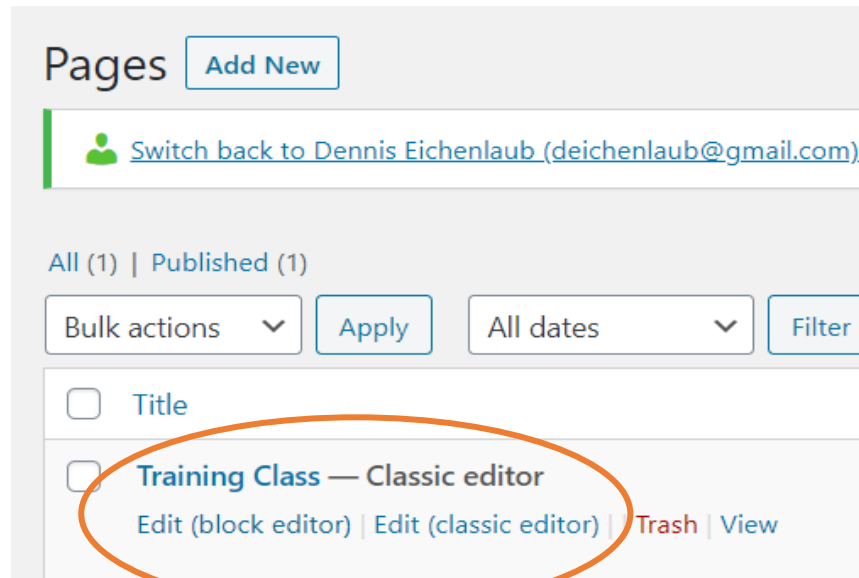 Pages Add New
Switch back to Dennis Eichenlaub (deichenlaub@gmail.com)
All (1) | Published (1)
Bulk actions Apply All dates Filter
Title
Training Class — Classic editor
Edit (block editor) | Edit (classic editor) | | Trash | View